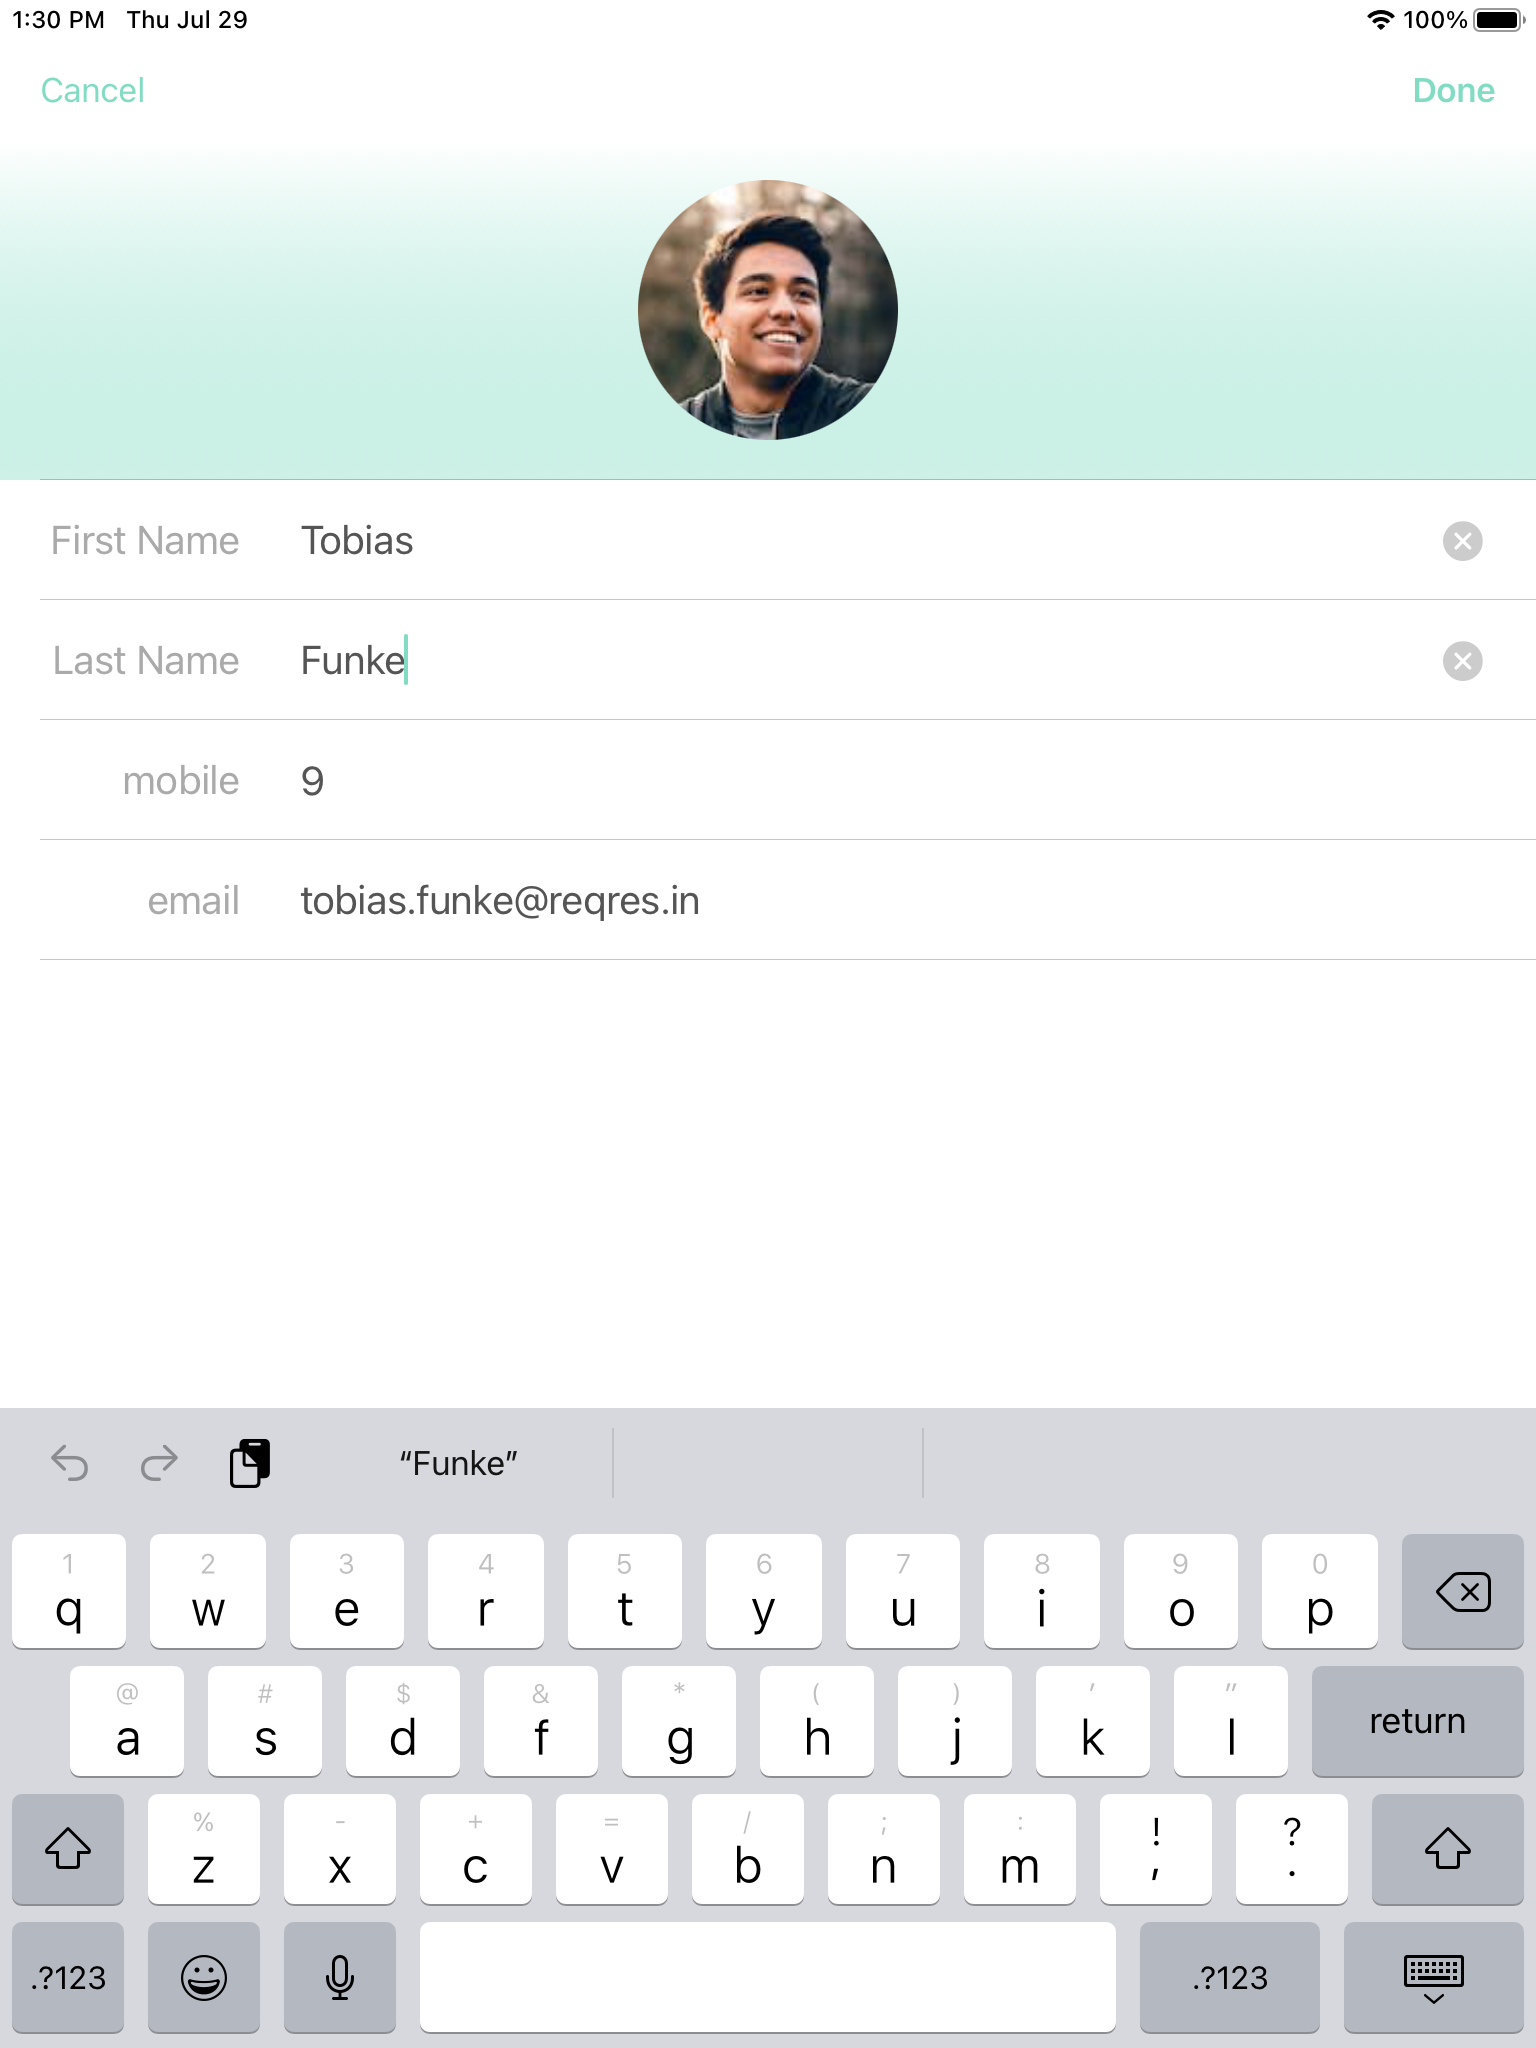 1:30 PM Thu Jul 29 100%
Cancel Done
First Name Tobias
Last Name Funke
mobile 9
email tobias.funke@reqres.in
“Funke”
1 2 3 4 5 6 7 8 9 0
q w e r t y u i o p
@ # $ & * ( ) ' "
a s d f g h j k l return
% - + = / ; : ! ?
z x c v b n m , .
.?123 .?123